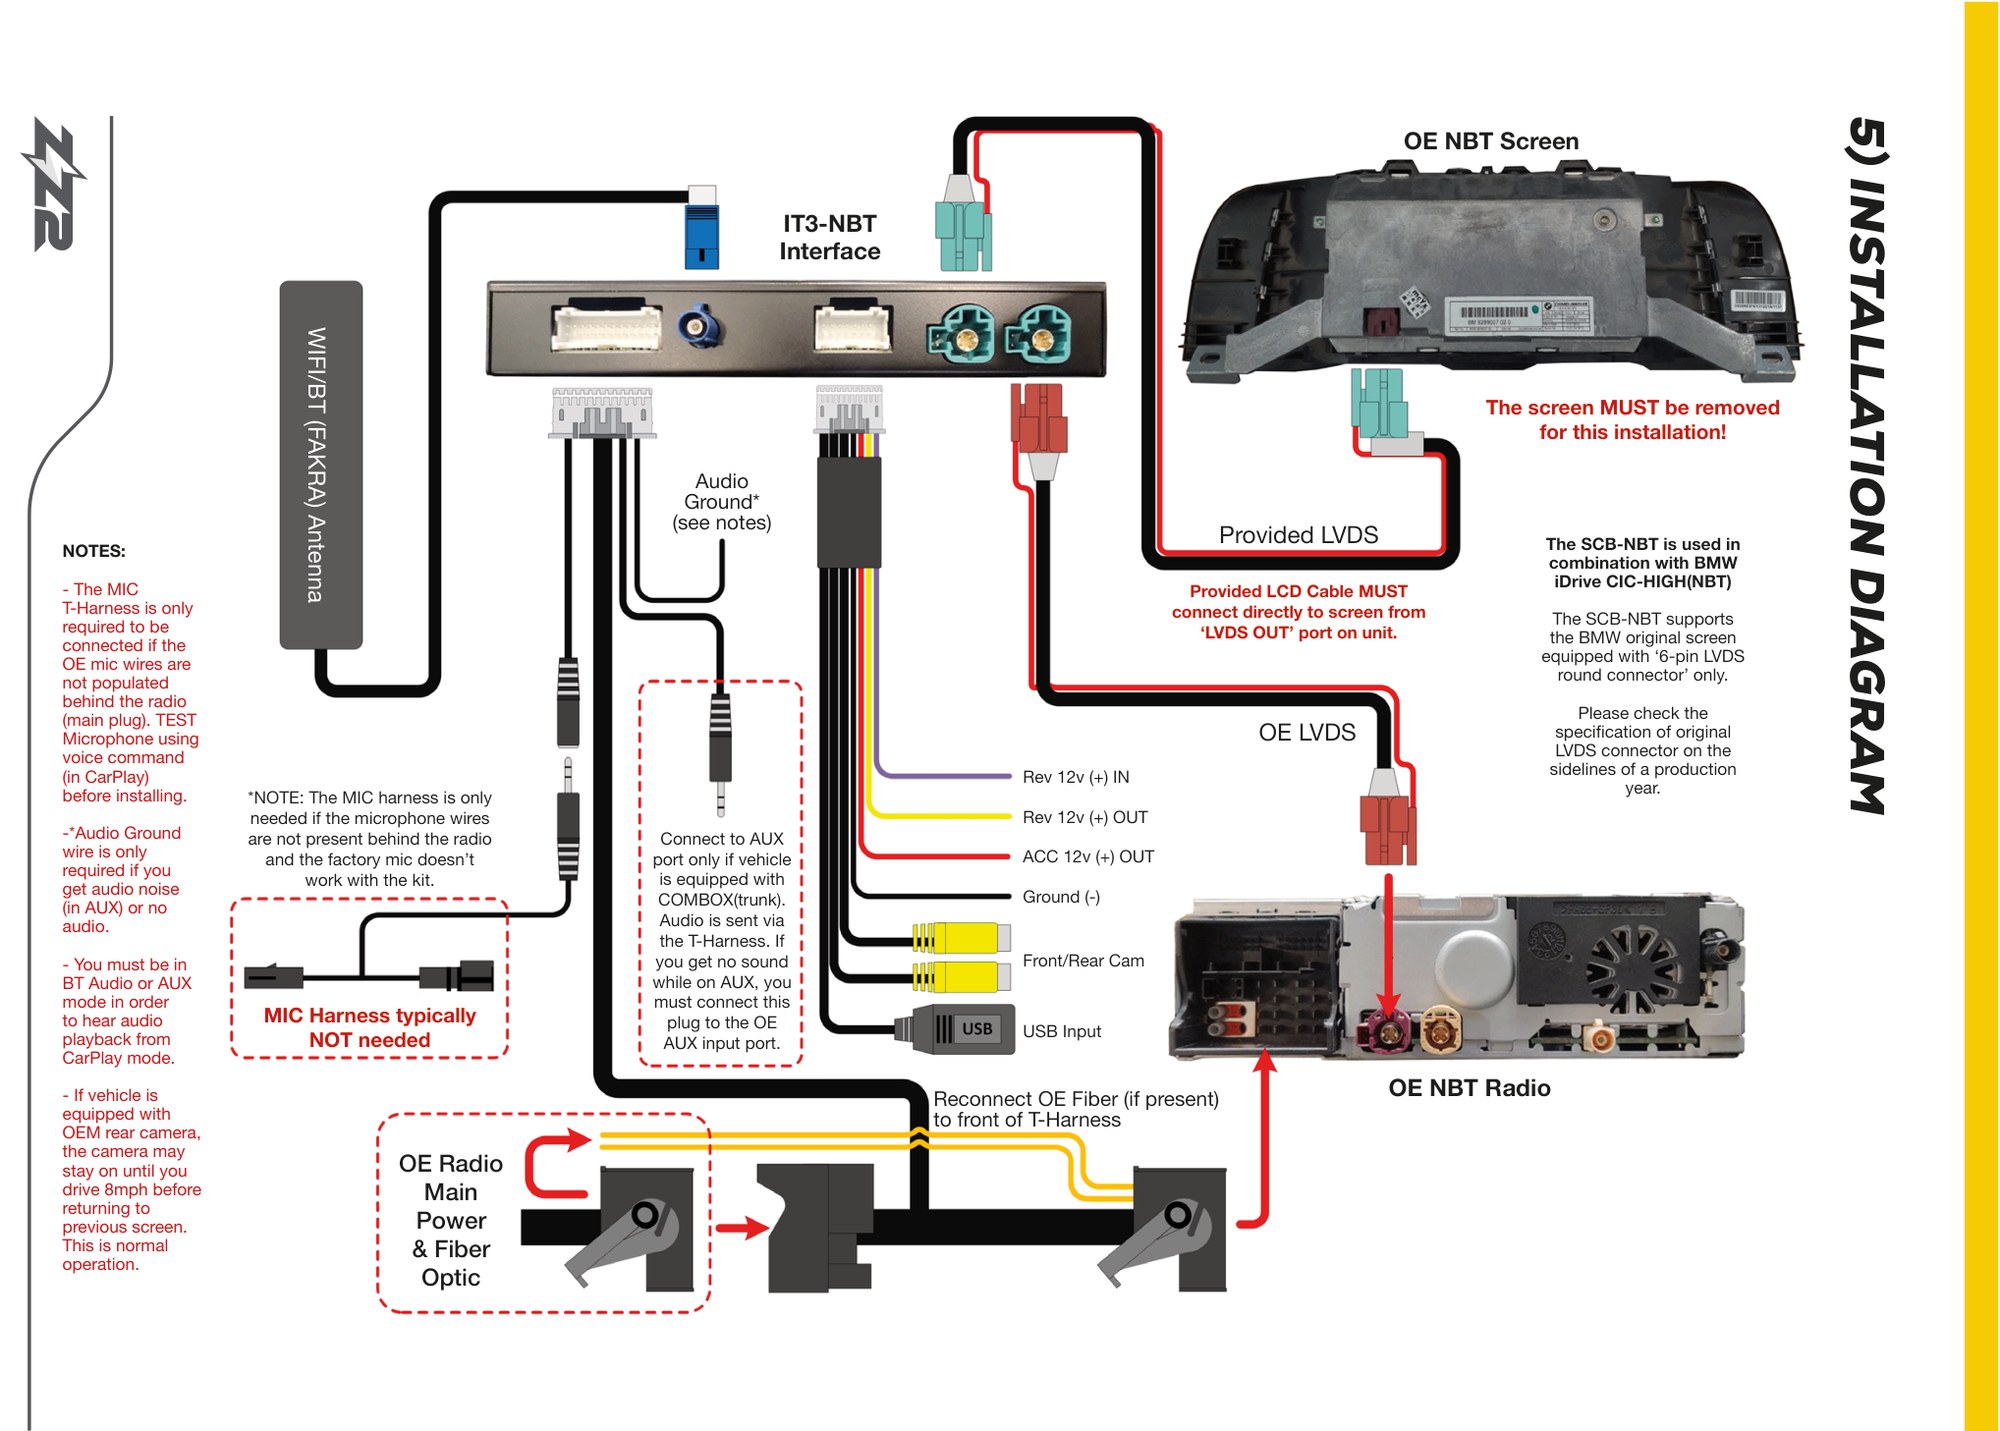 5) INSTALLATION DIAGRAM
ZZ2
OE NBT Screen
IT3-NBT
Interface
WIFI/BT (FAKRA) Antenna
The screen MUST be removed
for this installation!
Audio
Ground*
(see notes)
Provided LVDS
Provided LCD Cable MUST
connect directly to screen from
‘LVDS OUT’ port on unit.
The SCB-NBT is used in
combination with BMW
iDrive CIC-HIGH(NBT)
The SCB-NBT supports
the BMW original screen
equipped with ‘6-pin LVDS
round connector’ only.
Please check the
specification of original
LVDS connector on the
sidelines of a production
year.
OE LVDS
NOTES:
- The MIC
T-Harness is only
required to be
connected if the
OE mic wires are
not populated
behind the radio
(main plug). TEST
Microphone using
voice command
(in CarPlay)
before installing.
-*Audio Ground
wire is only
required if you
get audio noise
(in AUX) or no
audio.
- You must be in
BT Audio or AUX
mode in order
to hear audio
playback from
CarPlay mode.
- If vehicle is
equipped with
OEM rear camera,
the camera may
stay on until you
drive 8mph before
returning to
previous screen.
This is normal
operation.
*NOTE: The MIC harness is only
needed if the microphone wires
are not present behind the radio
and the factory mic doesn’t
work with the kit.
MIC Harness typically
NOT needed
Connect to AUX
port only if vehicle
is equipped with
COMBOX(trunk).
Audio is sent via
the T-Harness. If
you get no sound
while on AUX, you
must connect this
plug to the OE
AUX input port.
Rev 12v (+) IN
Rev 12v (+) OUT
ACC 12v (+) OUT
Ground (-)
Front/Rear Cam
USB
USB Input
OE NBT Radio
Reconnect OE Fiber (if present)
to front of T-Harness
OE Radio
Main
Power
& Fiber
Optic